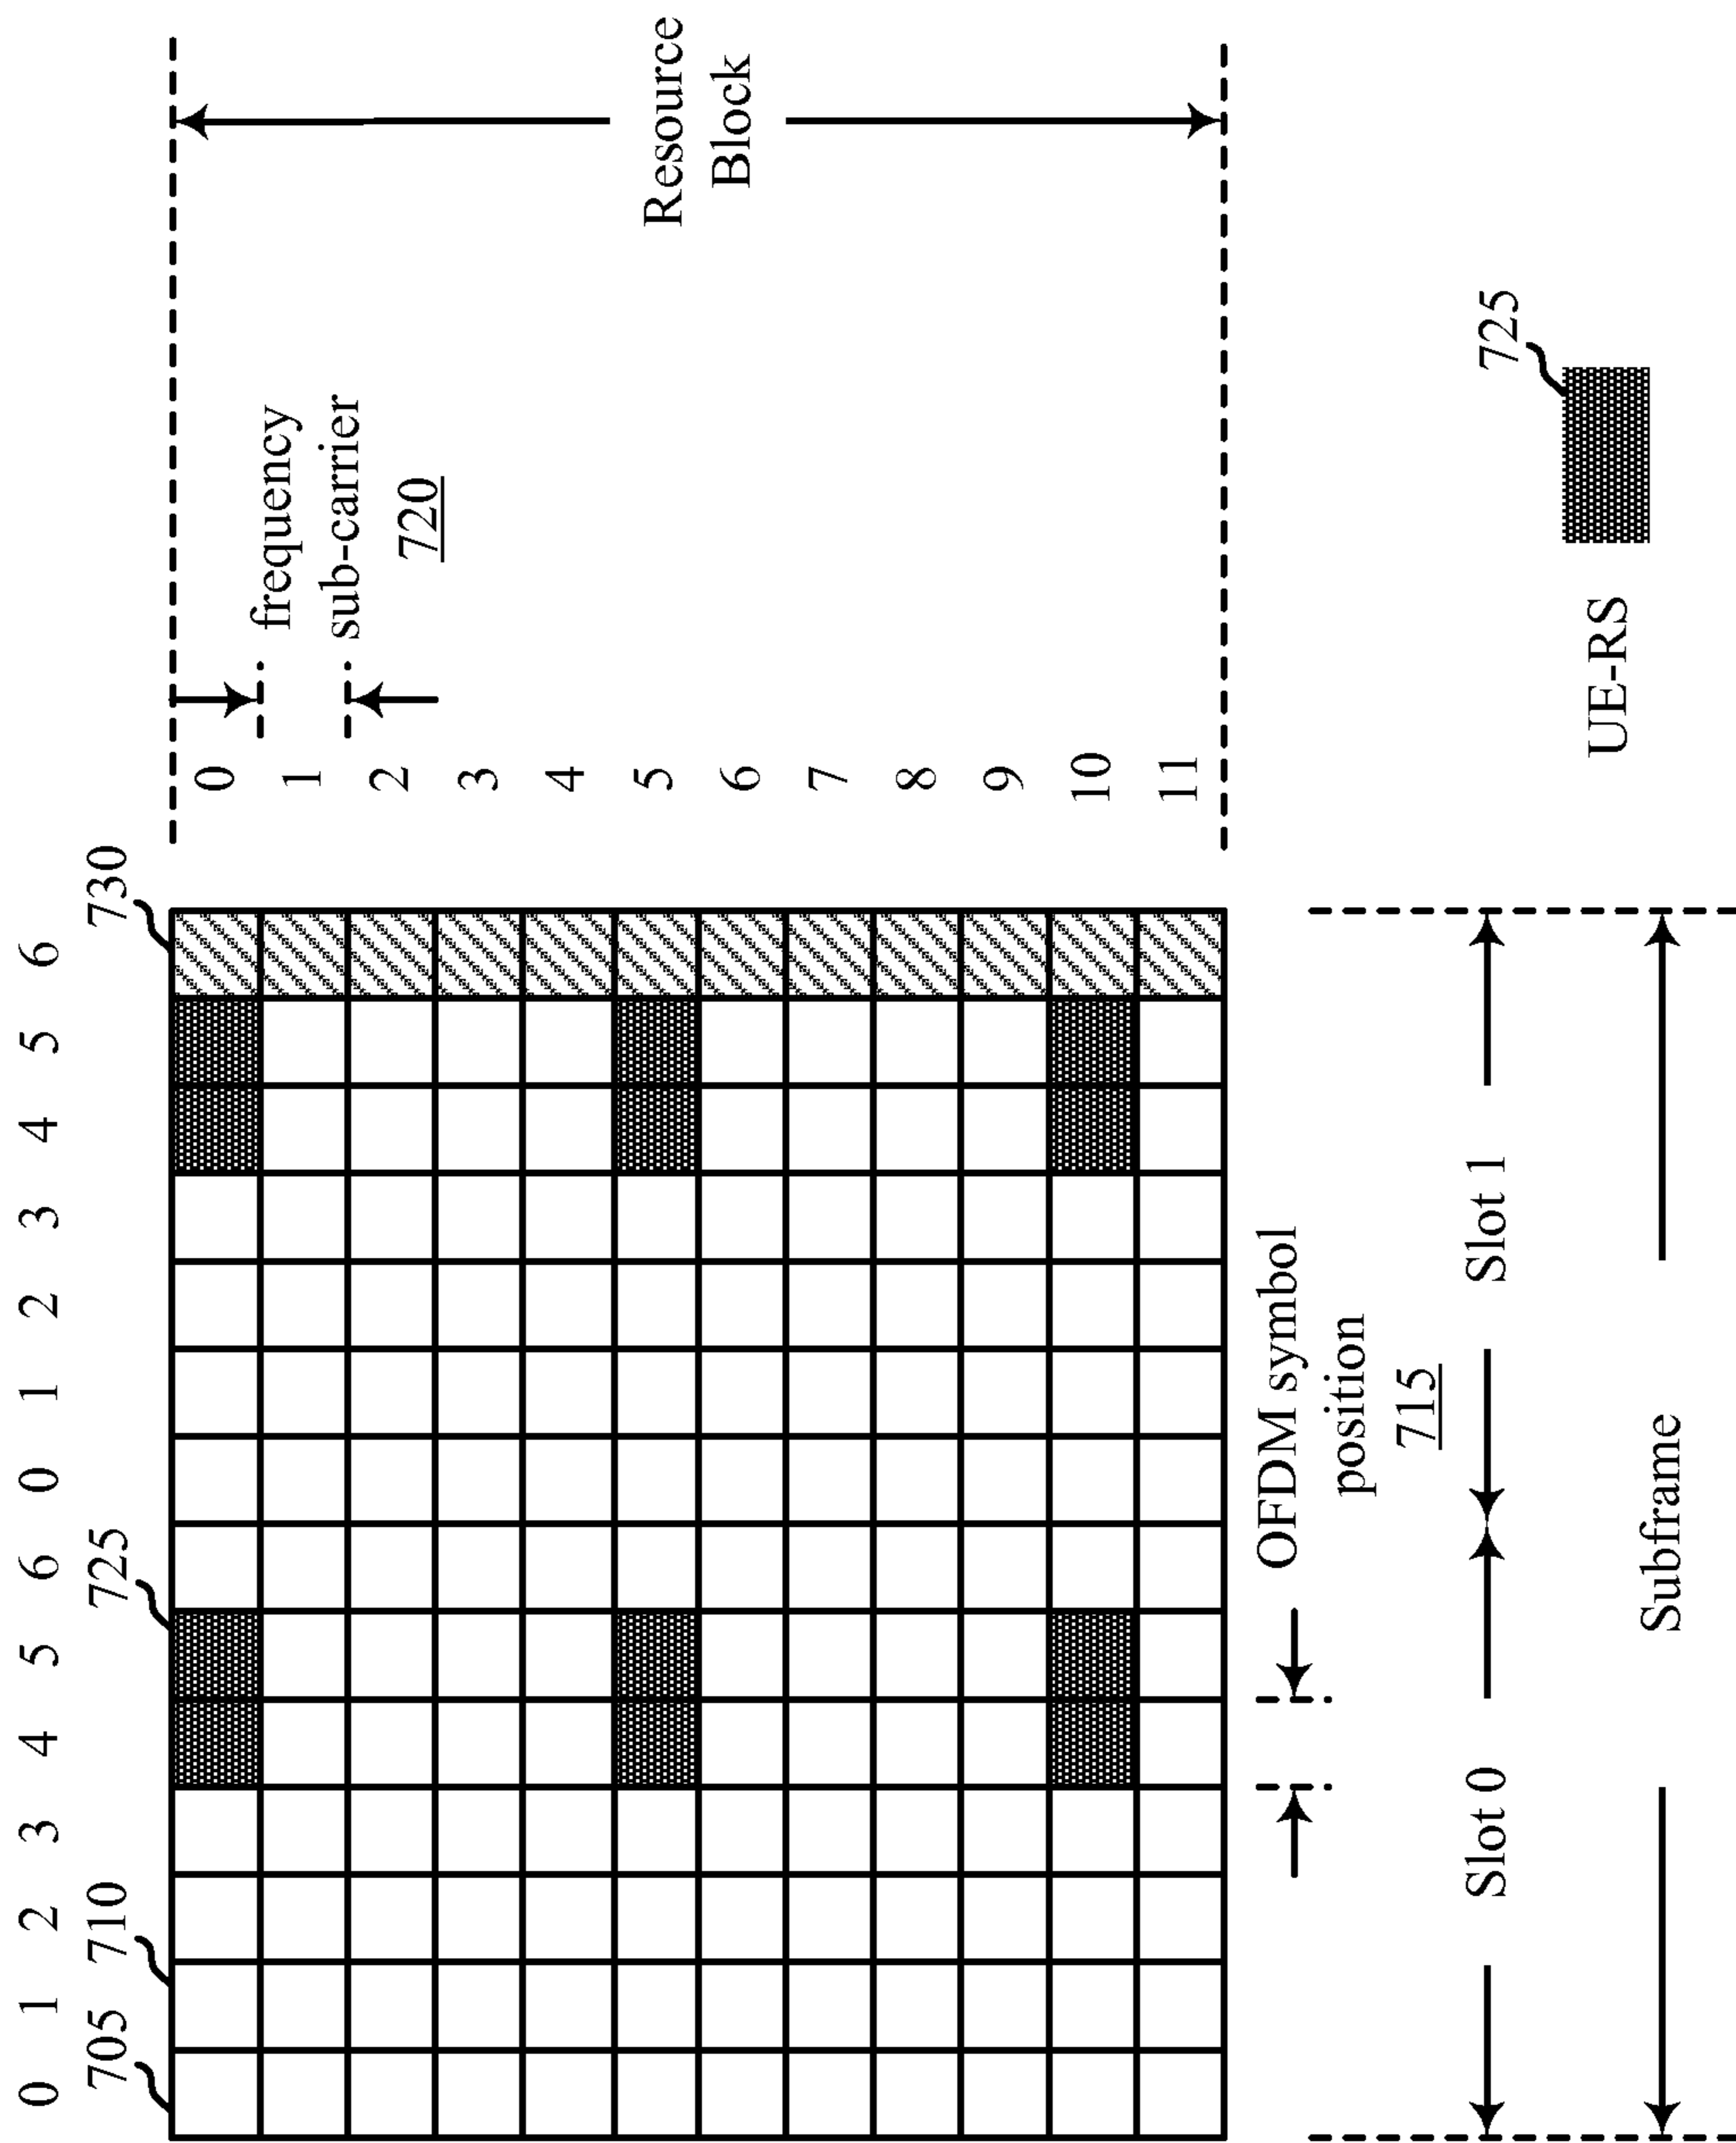 0 1 2 3 4 5 6 0 1 2 3 4 5 6
705 710 725 730
0
1
2
3
4
5
6
7
8
9
10
11
frequency
sub-carrier
720
Resource
Block
OFDM symbol
position
715
Slot 0 Slot 1
Subframe
UE-RS 725